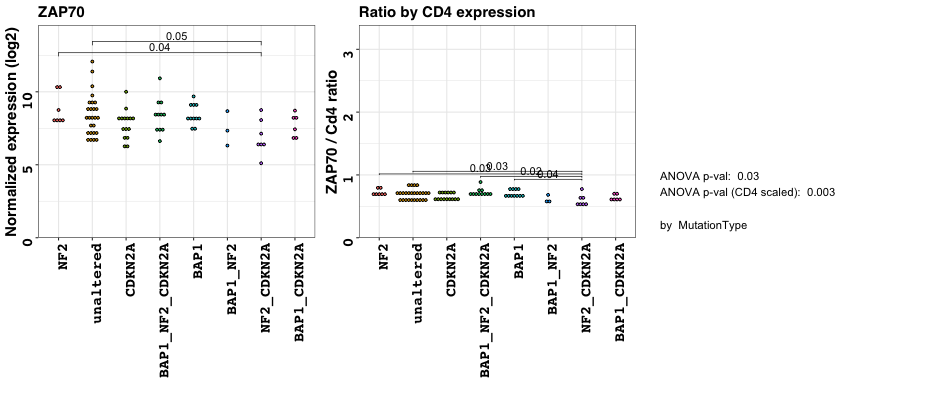 ZAP70
Ratio by CD4 expression
Normalized expression (log2)
0
5
10
0.05
0.04
NF2
unaltered
CDKN2A
BAP1_NF2_CDKN2A
BAP1
BAP1_NF2
NF2_CDKN2A
BAP1_CDKN2A
ZAP70 / Cd4 ratio
0
1
2
3
0.03
0.03
0.02
0.04
NF2
unaltered
CDKN2A
BAP1_NF2_CDKN2A
BAP1
BAP1_NF2
NF2_CDKN2A
BAP1_CDKN2A
ANOVA p-val: 0.03
ANOVA p-val (CD4 scaled): 0.003
by MutationType